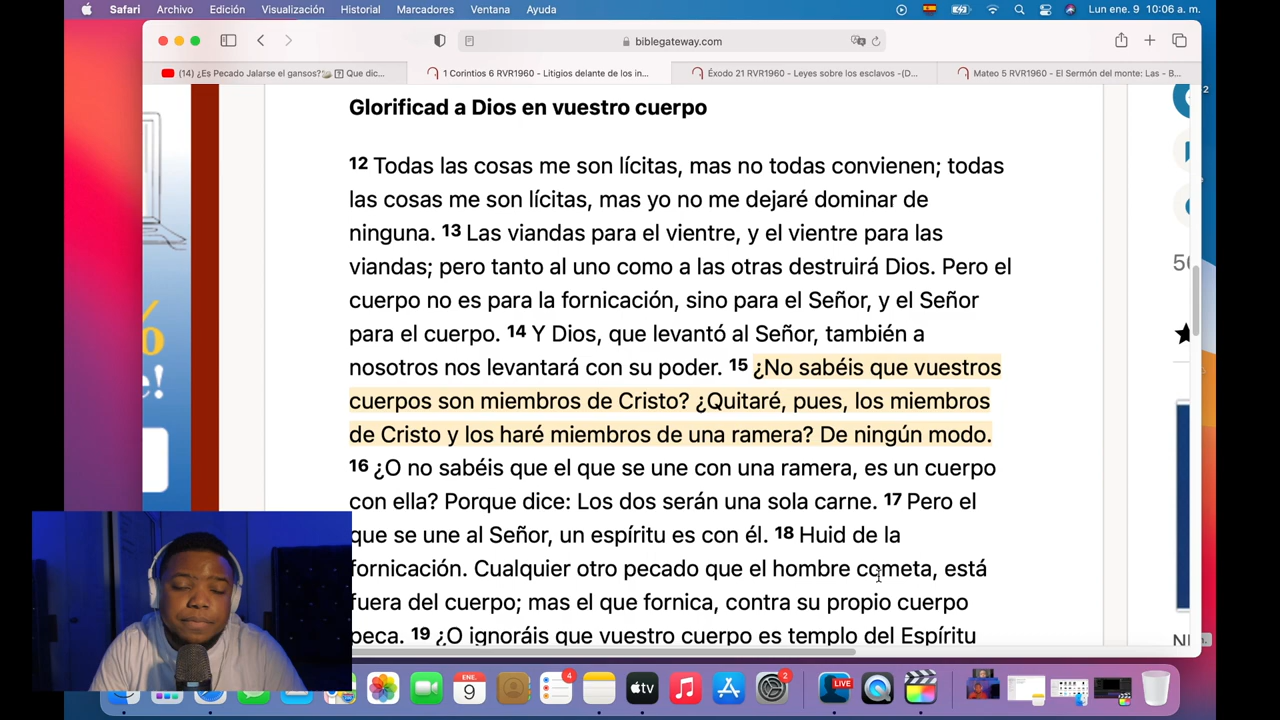 Safari Archivo Edición Visualización Historial Marcadores Ventana Ayuda Lun ene. 9 10:06 a. m.
biblegateway.com
(14) ¿Es Pecado Jalarse el gansos? Que dic...
1 Corintios 6 RVR1960 - Litigios delante de los in...
Éxodo 21 RVR1960 - Leyes sobre los esclavos -(D...
Mateo 5 RVR1960 - El Sermón del monte: Las - B...
Glorificad a Dios en vuestro cuerpo
12 Todas las cosas me son lícitas, mas no todas convienen; todas
las cosas me son lícitas, mas yo no me dejaré dominar de
ninguna. 13 Las viandas para el vientre, y el vientre para las
viandas; pero tanto al uno como a las otras destruirá Dios. Pero el
cuerpo no es para la fornicación, sino para el Señor, y el Señor
para el cuerpo. 14 Y Dios, que levantó al Señor, también a
nosotros nos levantará con su poder. 15 ¿No sabéis que vuestros
cuerpos son miembros de Cristo? ¿Quitaré, pues, los miembros
de Cristo y los haré miembros de una ramera? De ningún modo.
16 ¿O no sabéis que el que se une con una ramera, es un cuerpo
con ella? Porque dice: Los dos serán una sola carne. 17 Pero el
que se une al Señor, un espíritu es con él. 18 Huid de la
fornicación. Cualquier otro pecado que el hombre cometa, está
fuera del cuerpo; mas el que fornica, contra su propio cuerpo
peca. 19 ¿O ignoráis que vuestro cuerpo es templo del Espíritu
%
e!
4
ENE.
9
tv
2
LIVE